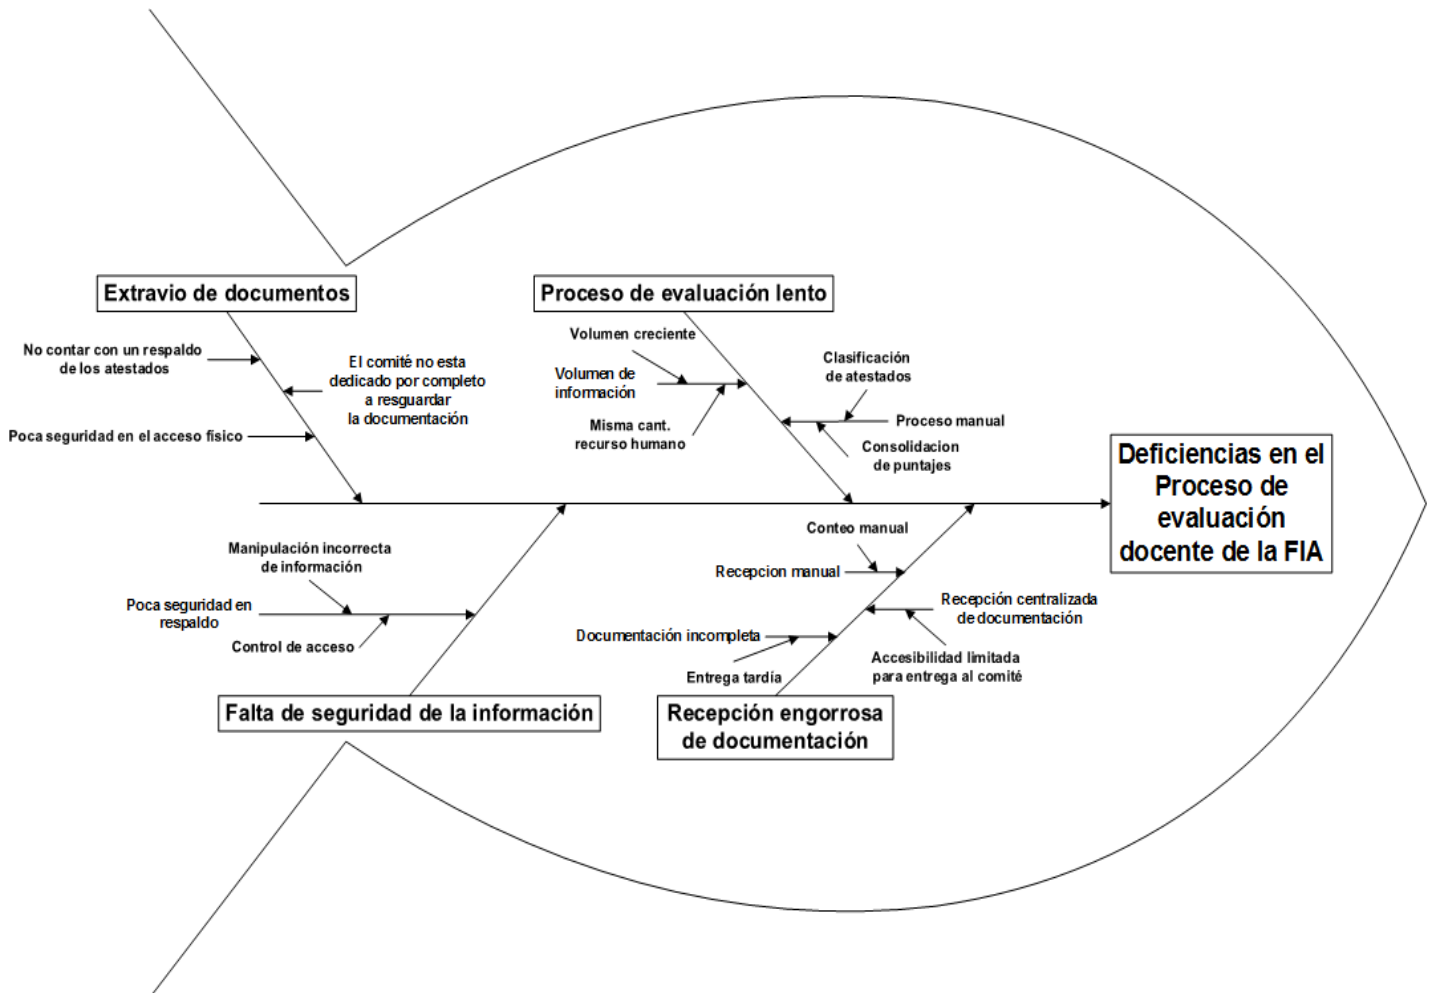 Extravio de documentos
No contar con un respaldo
de los atestados
El comité no esta
dedicado por completo
a resguardar
la documentación
Poca seguridad en el acceso físico
Proceso de evaluación lento
Volumen creciente
Volumen de
información
Misma cant.
recurso humano
Clasificación
de atestados
Proceso manual
Consolidacion
de puntajes
Deficiencias en el
Proceso de
evaluación
docente de la FIA
Manipulación incorrecta
de información
Poca seguridad en
respaldo
Control de acceso
Falta de seguridad de la información
Conteo manual
Recepcion manual
Recepción centralizada
de documentación
Documentación incompleta
Entrega tardía
Accesibilidad limitada
para entrega al comité
Recepción engorrosa
de documentación